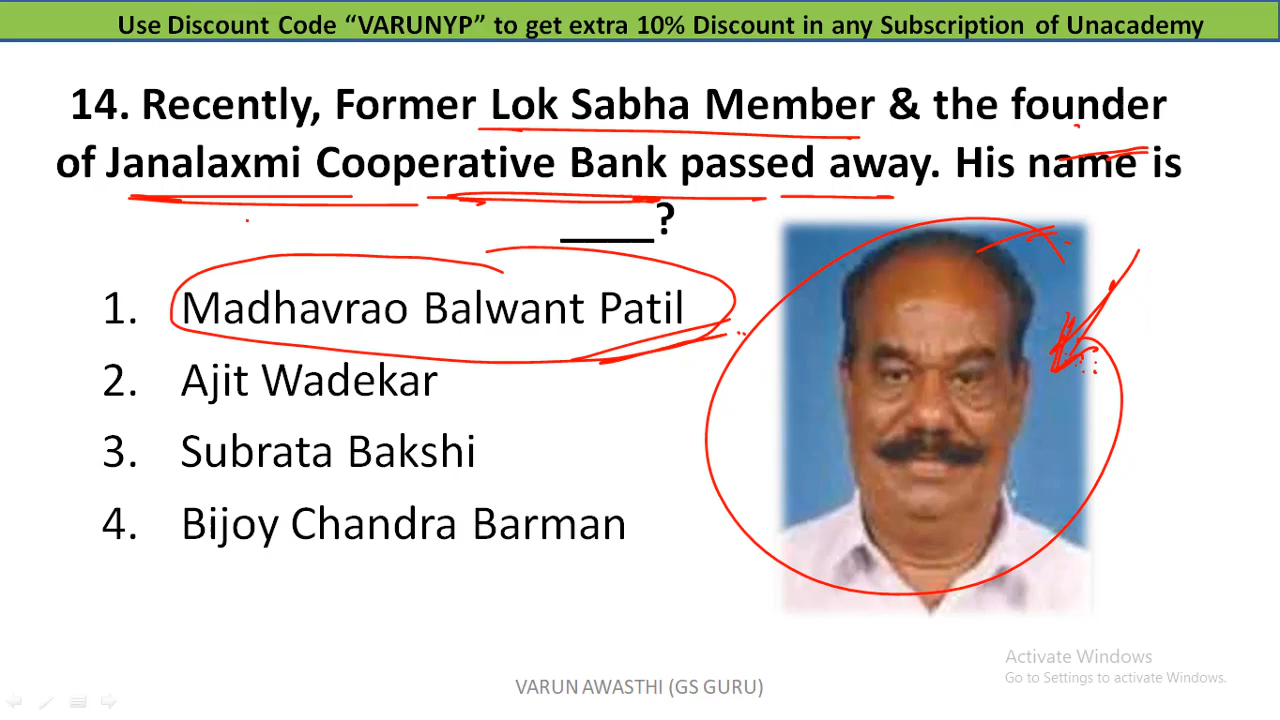 Use Discount Code “VARUNYP” to get extra 10% Discount in any Subscription of Unacademy
14. Recently, Former Lok Sabha Member & the founder
of Janalaxmi Cooperative Bank passed away. His name is
____?
1. Madhavrao Balwant Patil
2. Ajit Wadekar
3. Subrata Bakshi
4. Bijoy Chandra Barman
Activate Windows
Go to Settings to activate Windows.
VARUN AWASTHI (GS GURU)